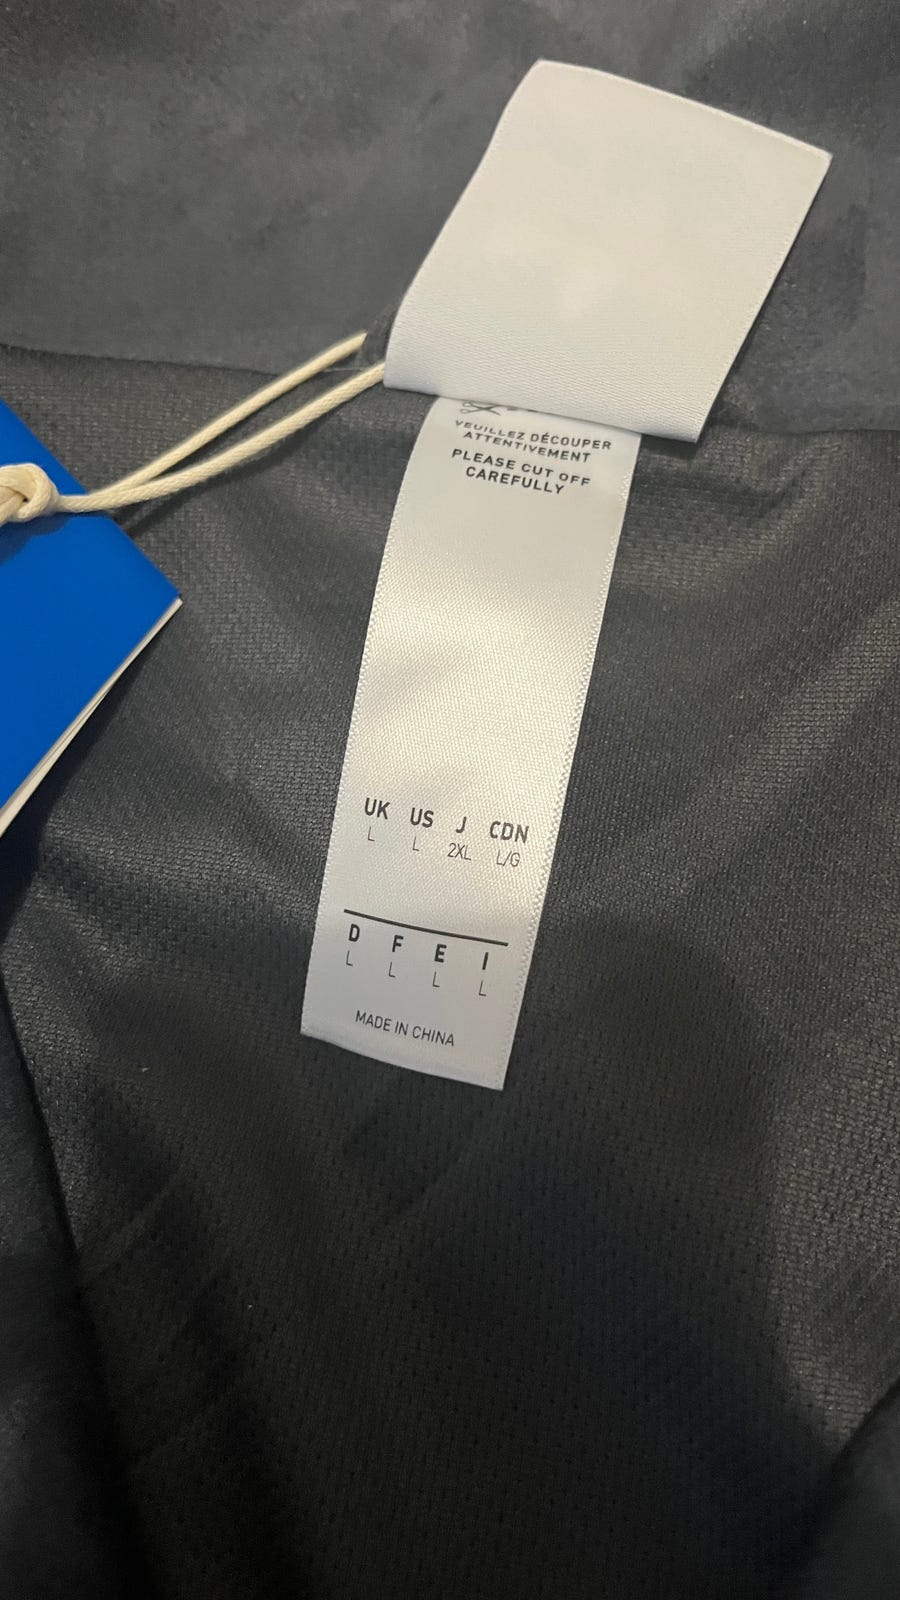 VEUILLEZ DÉCOUPER
ATTENTIVEMENT
PLEASE CUT OFF
CAREFULLY
UK US J CDN
L L 2XL L/G
D F E I
L L L L
MADE IN CHINA